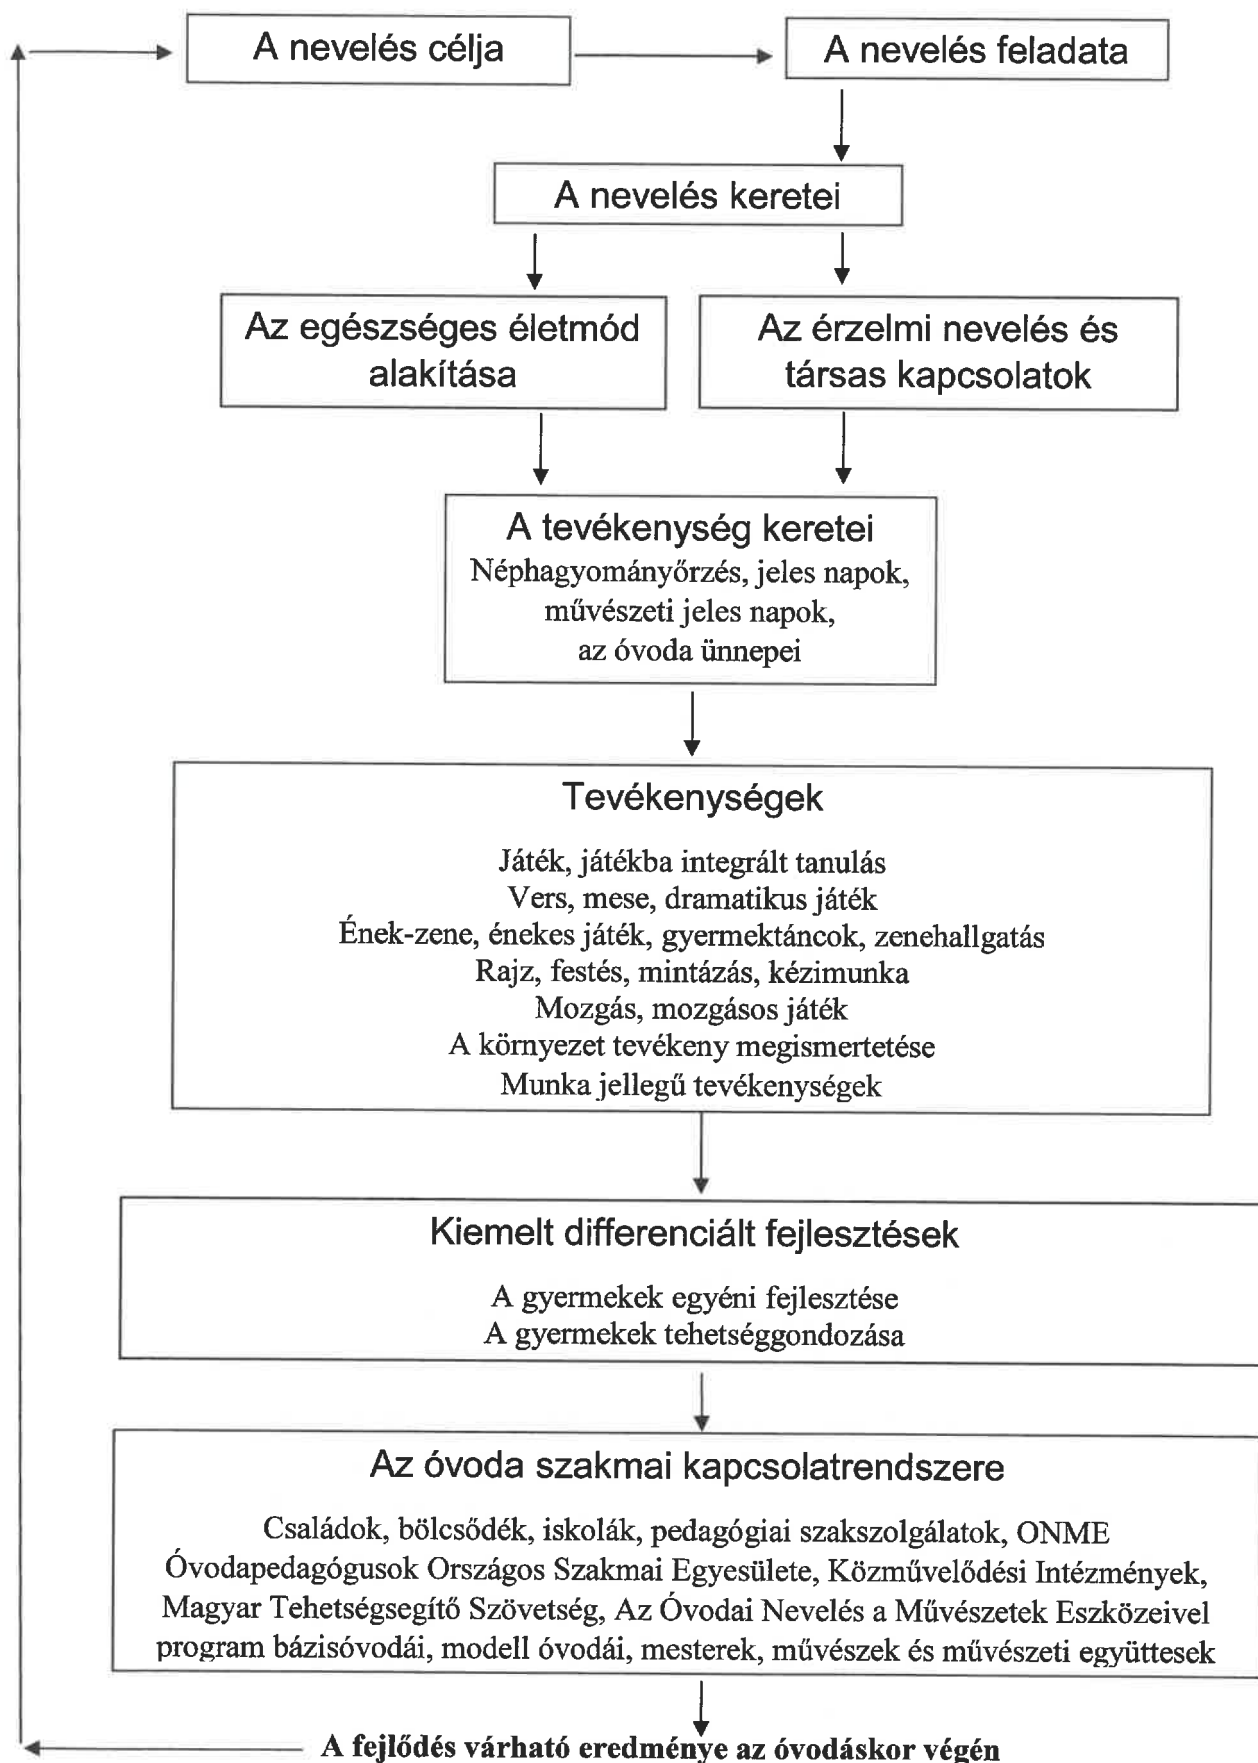 A nevelés célja
A nevelés feladata
A nevelés keretei
Az egészséges életmód
alakítása
Az érzelmi nevelés és
társas kapcsolatok
A tevékenység keretei
Néphagyományőrzés, jeles napok,
művészeti jeles napok,
az óvoda ünnepei
Tevékenységek
Játék, játékba integrált tanulás
Vers, mese, dramatikus játék
Ének-zene, énekes játék, gyermektáncok, zenehallgatás
Rajz, festés, mintázás, kézimunka
Mozgás, mozgásos játék
A környezet tevékeny megismertetése
Munka jellegű tevékenységek
Kiemelt differenciált fejlesztések
A gyermekek egyéni fejlesztése
A gyermekek tehetséggondozása
Az óvoda szakmai kapcsolatrendszere
Családok, bölcsődék, iskolák, pedagógiai szakszolgálatok, ONME
Óvodapedagógusok Országos Szakmai Egyesülete, Közművelődési Intézmények,
Magyar Tehetségsegítő Szövetség, Az Óvodai Nevelés a Művészetek Eszközeivel
program bázisóvodái, modell óvodái, mesterek, művészek és művészeti együttesek
A fejlődés várható eredménye az óvodáskor végén